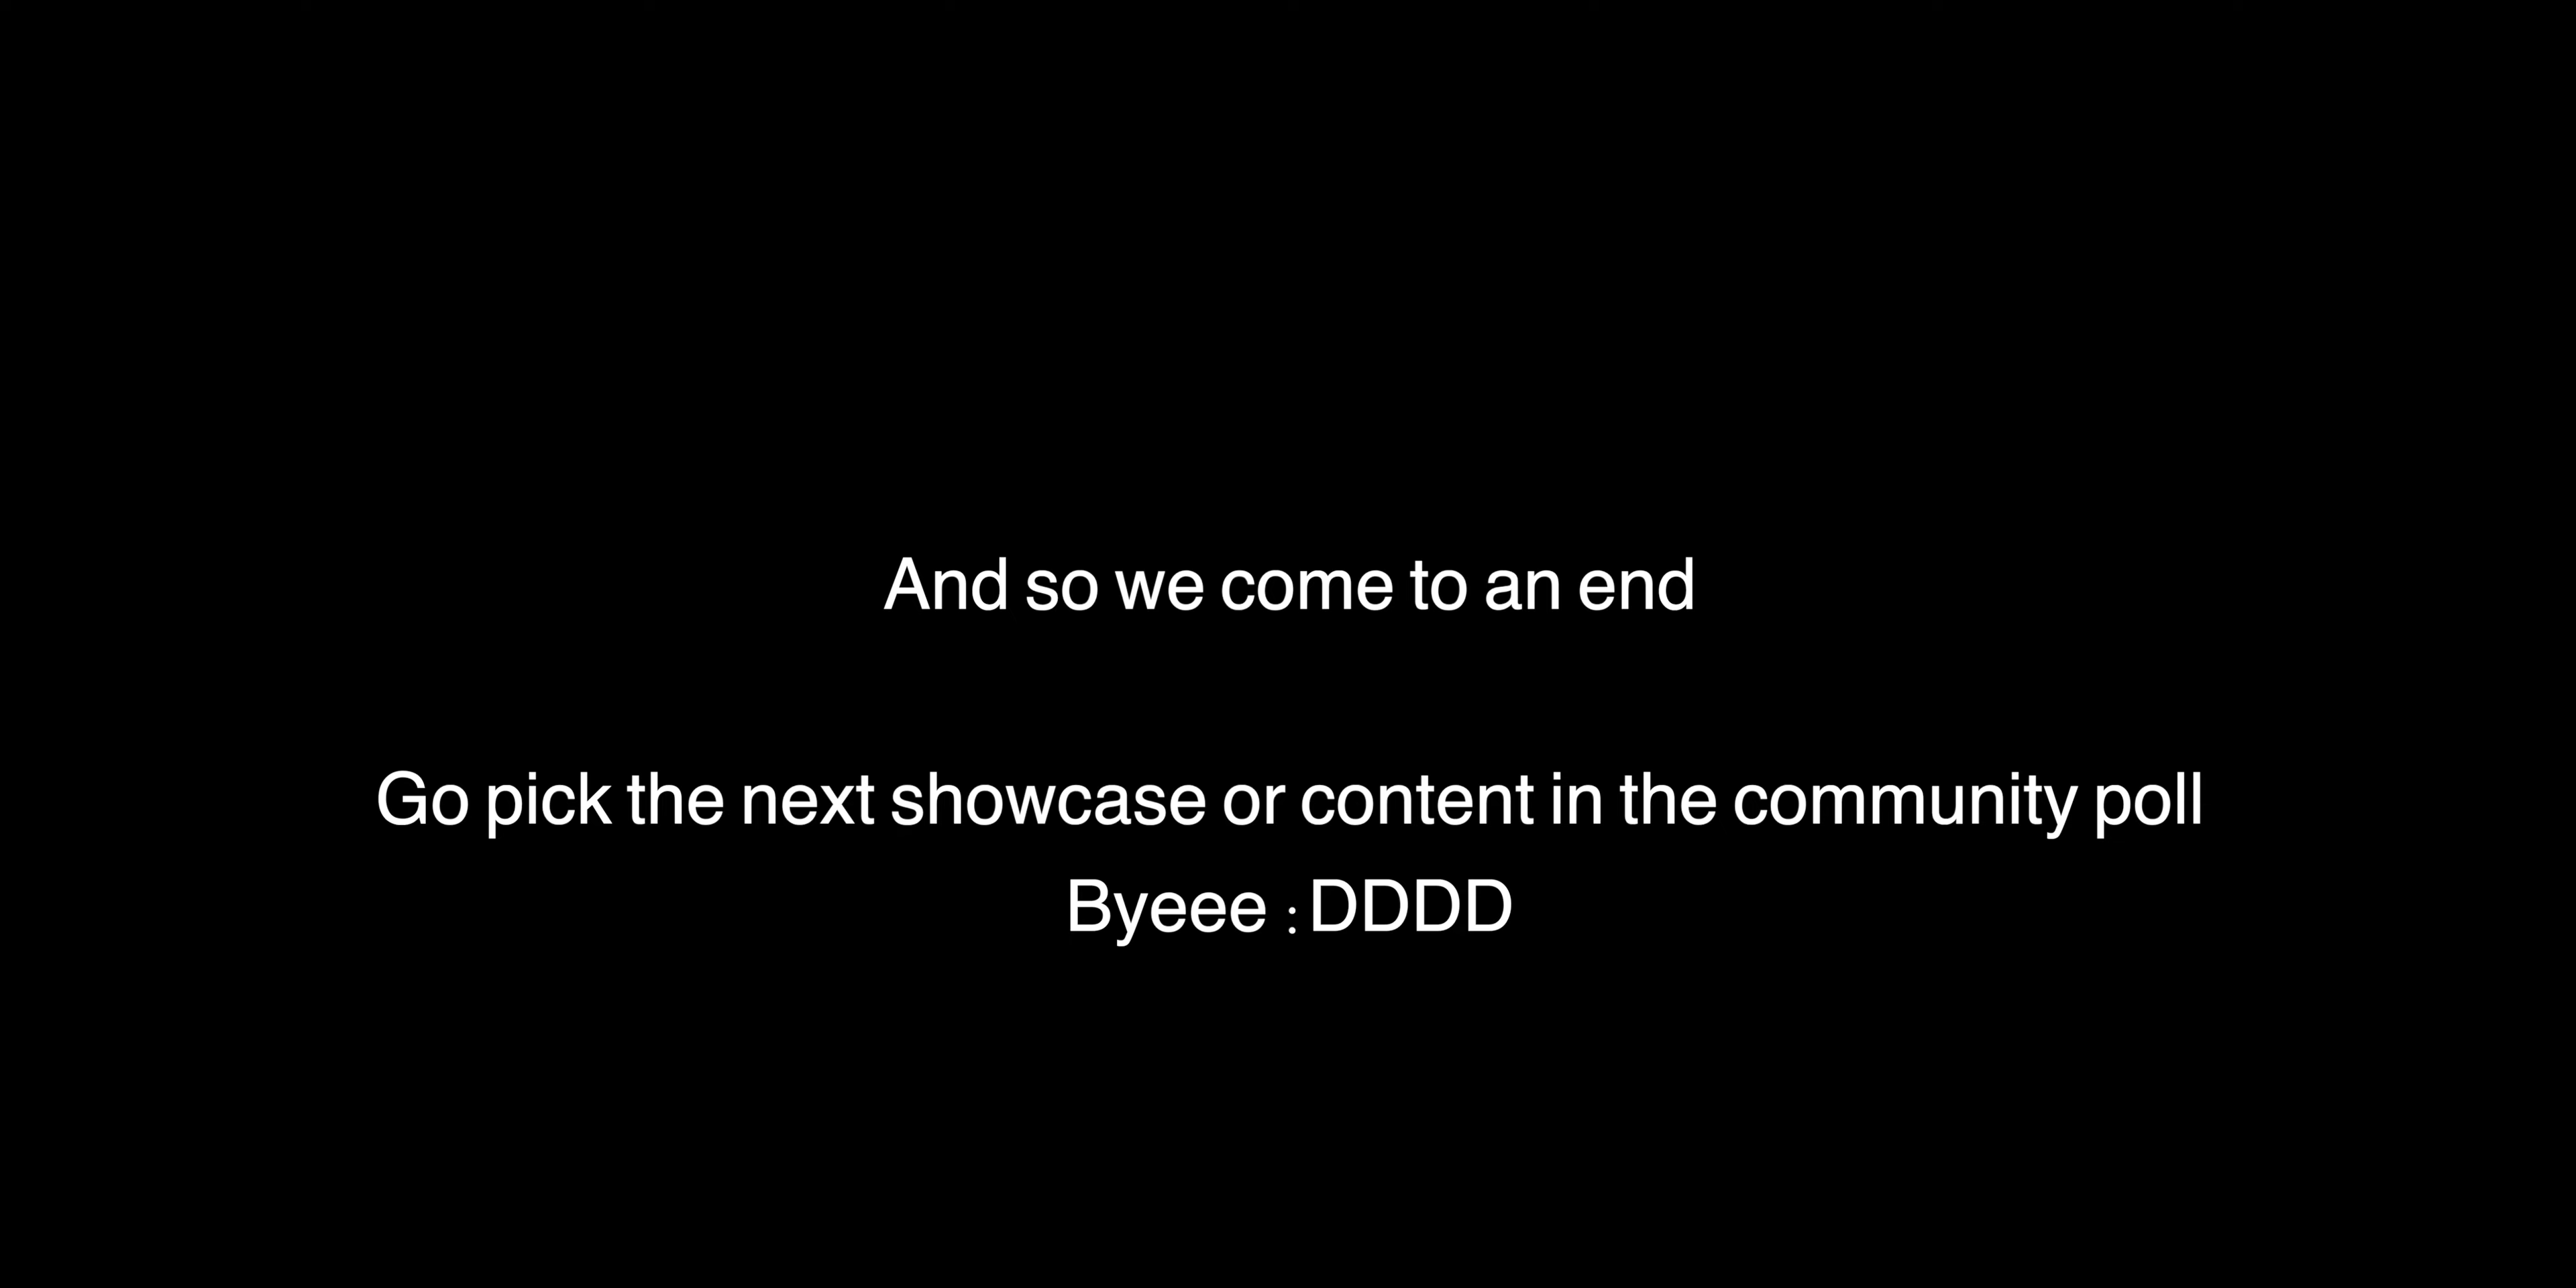 And so we come to an end
Go pick the next showcase or content in the community poll
Byeee :DDDD